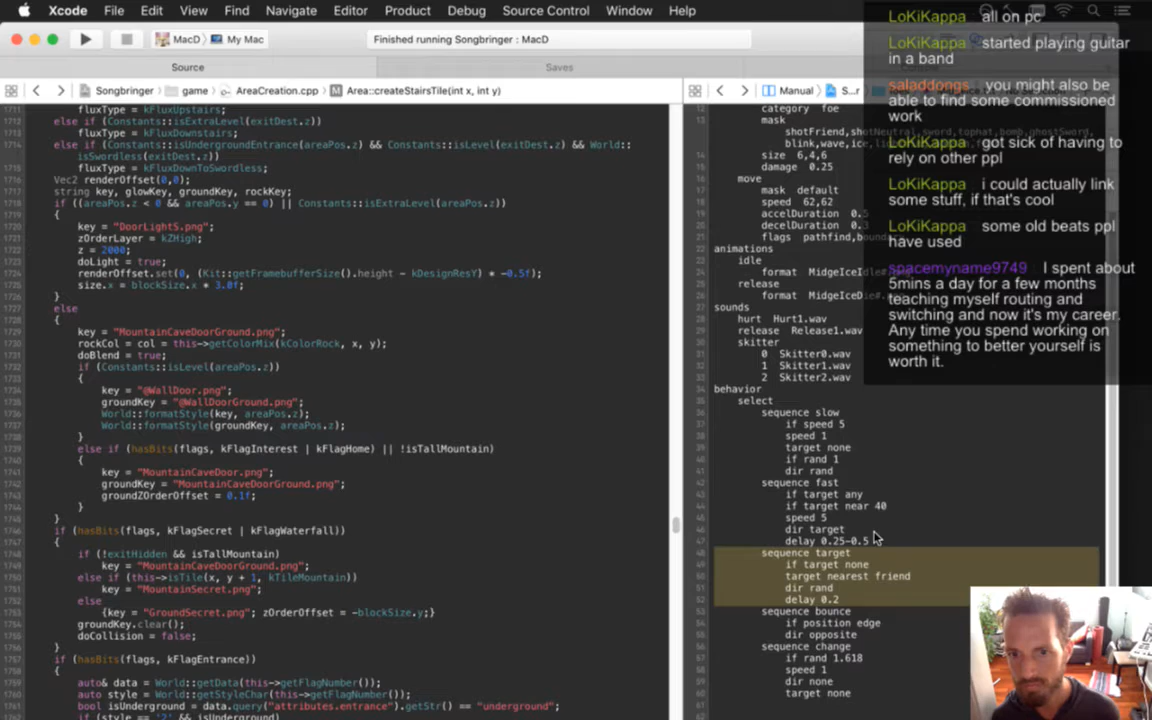 Xcode File Edit View Find Navigate Editor Product Debug Source Control Window Help
MacD My Mac
Finished running Songbringer : MacD
Source
Saves
Songbringer game AreaCreation.cpp Area::createStairsTile(int x, int y)
fluxType = kFluxUpstairs;
else if (Constants::isExtraLevel(exitDest.z))
fluxType = kFluxDownstairs;
else if (Constants::isUndergroundEntrance(areaPos.z) && Constants::isLevel(exitDest.z) && World::
isSwordless(exitDest.z))
fluxType = kFluxDownToSwordless;
Vec2 renderOffset(0,0);
string key, glowKey, groundKey, rockKey;
if ((areaPos.z < 0 && areaPos.y == 0) || Constants::isExtraLevel(areaPos.z))
{
key = "DoorLightS.png";
zOrderLayer = kZHigh;
z = 2000;
doLight = true;
renderOffset.set(0, (Kit::getFramebufferSize().height - kDesignResY) * -0.5f);
size.x = blockSize.x * 3.0f;
}
else
{
key = "MountainCaveDoorGround.png";
rockCol = col = this->getColorMix(kColorRock, x, y);
doBlend = true;
if (Constants::isLevel(areaPos.z))
{
key = "@WallDoor.png";
groundKey = "@WallDoorGround.png";
World::formatStyle(key, areaPos.z);
World::formatStyle(groundKey, areaPos.z);
}
else if (hasBits(flags, kFlagInterest | kFlagHome) || !isTallMountain)
{
key = "MountainCaveDoor.png";
groundKey = "MountainCaveDoorGround.png";
groundZOrderOffset = 0.1f;
}
}
if (hasBits(flags, kFlagSecret | kFlagWaterfall))
{
if (!exitHidden && isTallMountain)
key = "MountainCaveDoorGround.png";
else if (this->isTile(x, y + 1, kTileMountain))
key = "MountainSecret.png";
else
{key = "GroundSecret.png"; zOrderOffset = -blockSize.y;}
groundKey.clear();
doCollision = false;
}
if (hasBits(flags, kFlagEntrance))
{
auto& data = World::getData(this->getFlagNumber());
auto style = World::getStyleChar(this->getFlagNumber());
bool isUnderground = data.query("attributes.entrance").getStr() == "underground";
if (style == '2' && isUnderground)
Manual S...r
category foe
mask
shotFriend,shotNeutral,sword,tophat,bomb,ghostSword,
size 6,4,6
damage 0.25
move
mask default
speed 62,62
accelDuration 0.5
animations
idle
release
sounds
hurt Hurt1.wav
release Release1.wav
skitter
0 Skitter0.wav
1 Skitter1.wav
2 Skitter2.wav
behavior
select
sequence slow
if speed 5
speed 1
target none
if rand 1
dir rand
sequence fast
if target any
if target near 40
speed 5
dir target
delay 0.25~0.5
sequence target
if target none
target nearest friend
dir rand
delay 0.2
sequence bounce
if position edge
dir opposite
sequence change
if rand 1.618
speed 1
dir none
target none
LoKiKappa all on pc
LoKiKappa started playing guitar
in a band
saladdongs you might also be
able to find some commissioned
work
LoKiKappa got sick of having to
rely on other ppl
LoKiKappa i could actually link
some stuff, if that's cool
LoKiKappa some old beats ppl
have used
spacemyname9749 I spent about
5mins a day for a few months
teaching myself routing and
switching and now it's my career.
Any time you spend working on
something to better yourself is
worth it.